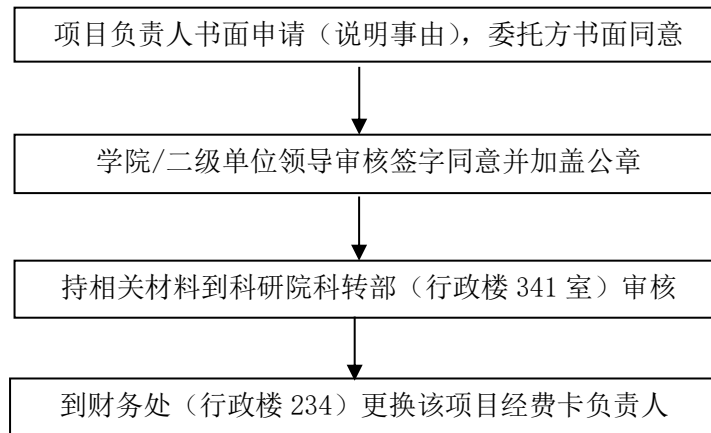 项目负责人书面申请（说明事由），委托方书面同意
学院/二级单位领导审核签字同意并加盖公章
持相关材料到科研院科转部（行政楼 341 室）审核
到财务处（行政楼 234）更换该项目经费卡负责人